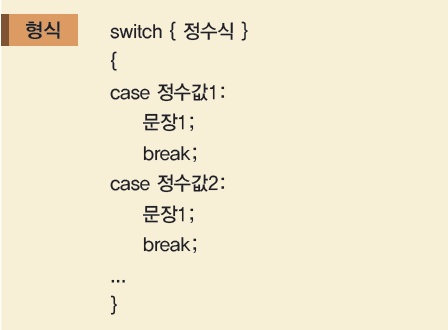 형식
switch { 정수식 }
{
case 정수값1:
문장1;
break;
case 정수값2:
문장1;
break;
...
}